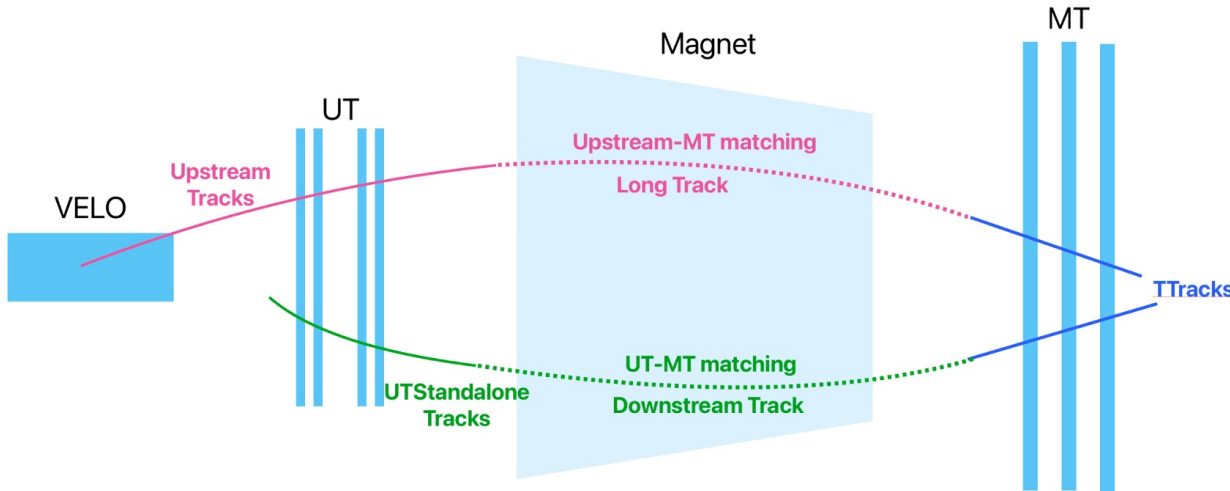 MT
Magnet
UT
Upstream-MT matching
Upstream
Tracks
Long Track
VELO
TTracks
UT-MT matching
UTStandalone
Tracks
Downstream Track